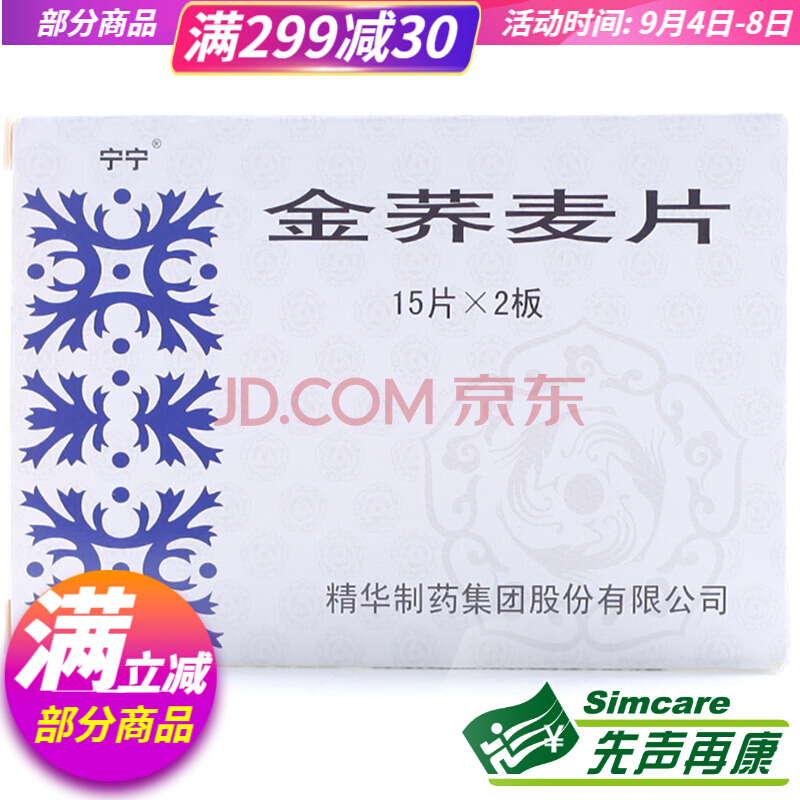 部分商品
满299减30
活动时间: 9月4日-8日
宁宁®
金荞麦片
15片×2板
JD.COM 京东
精华制药集团股份有限公司
满立减
部分商品
Simcare
先声再康
¥